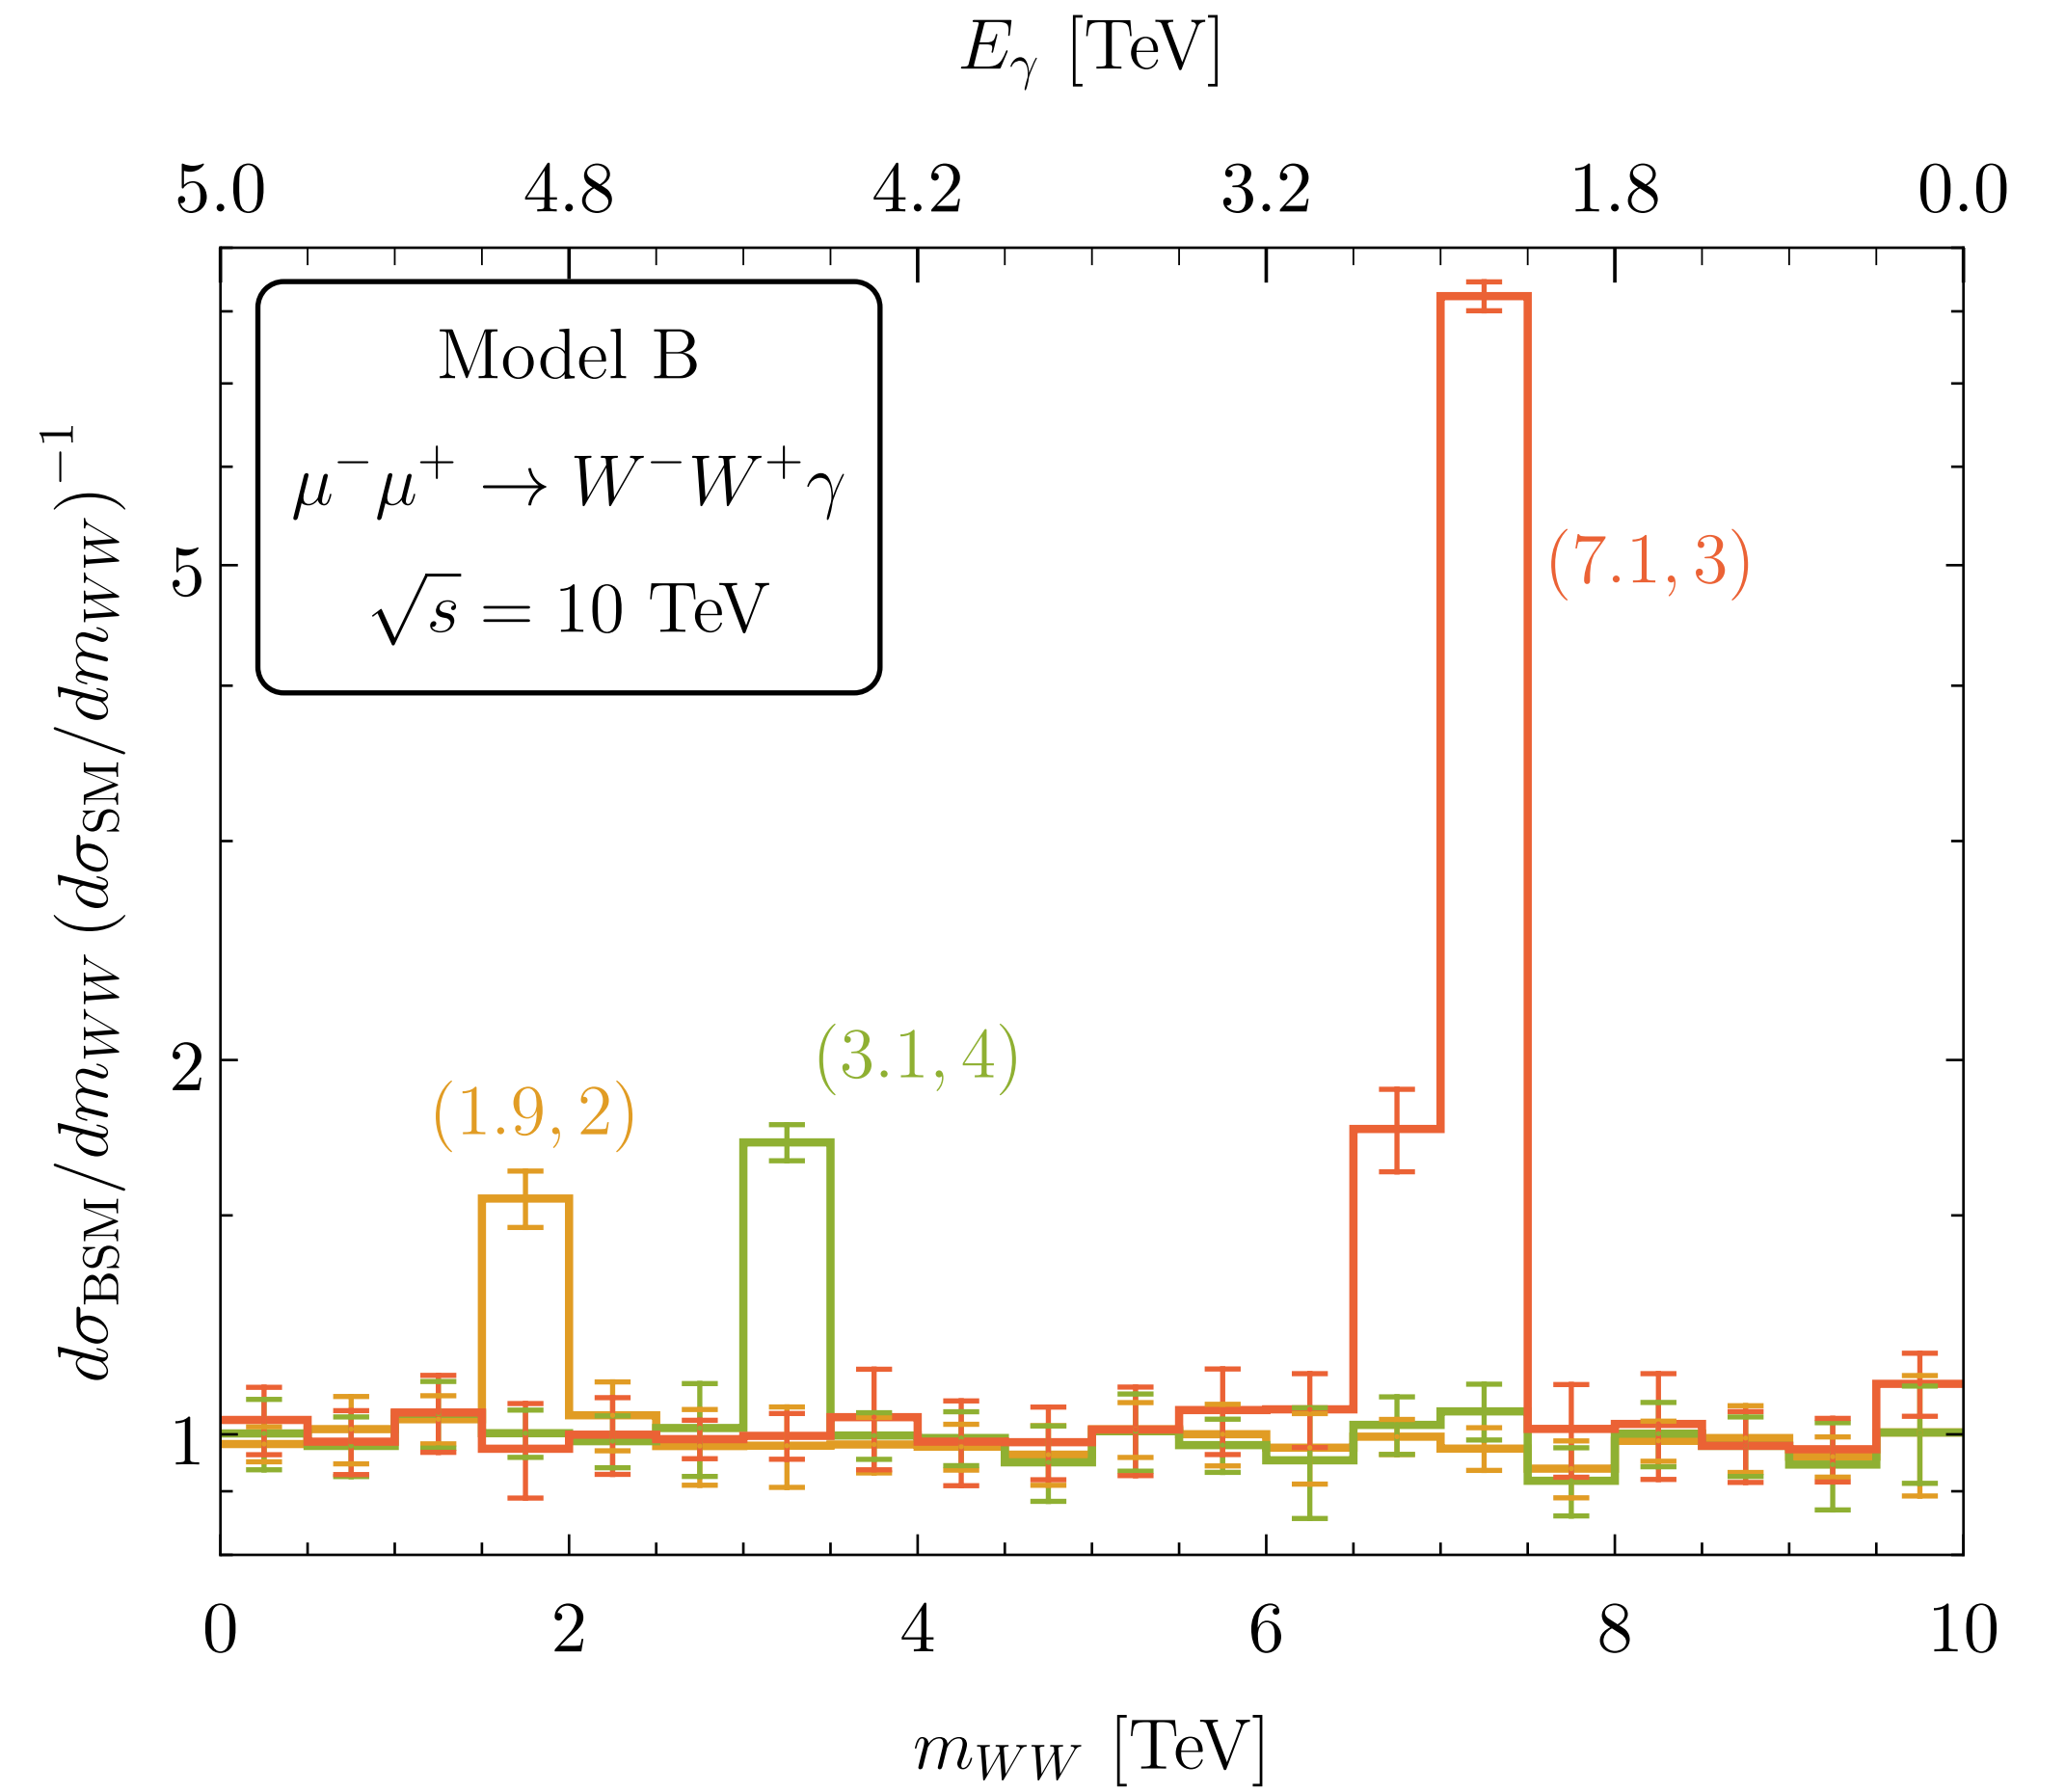 E_γ [TeV]
5.0 4.8 4.2 3.2 1.8 0.0
Model B
μ⁻μ⁺ → W⁻W⁺γ
√s = 10 TeV
(7.1, 3)
(3.1, 4)
(1.9, 2)
5
2
1
dσ_BSM/dm_WW (dσ_SM/dm_WW)⁻¹
0 2 4 6 8 10
m_WW [TeV]